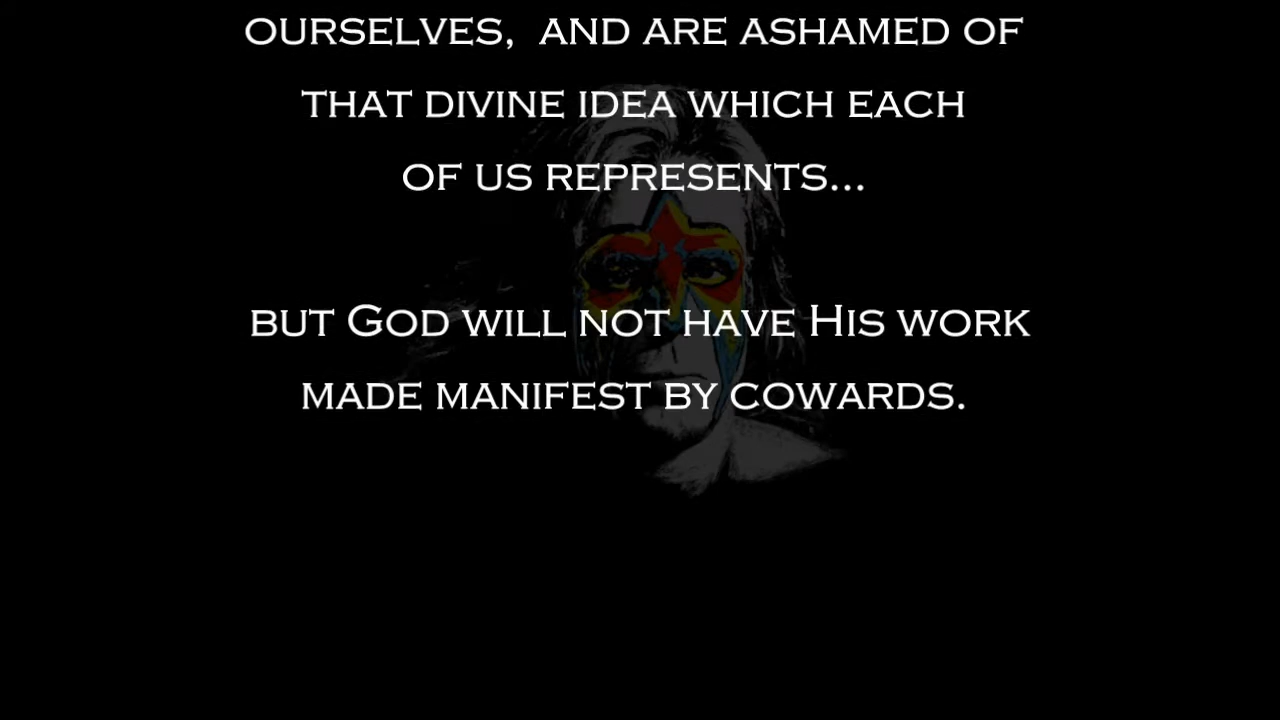 OURSELVES, AND ARE ASHAMED OF
THAT DIVINE IDEA WHICH EACH
OF US REPRESENTS...
BUT GOD WILL NOT HAVE HIS WORK
MADE MANIFEST BY COWARDS.